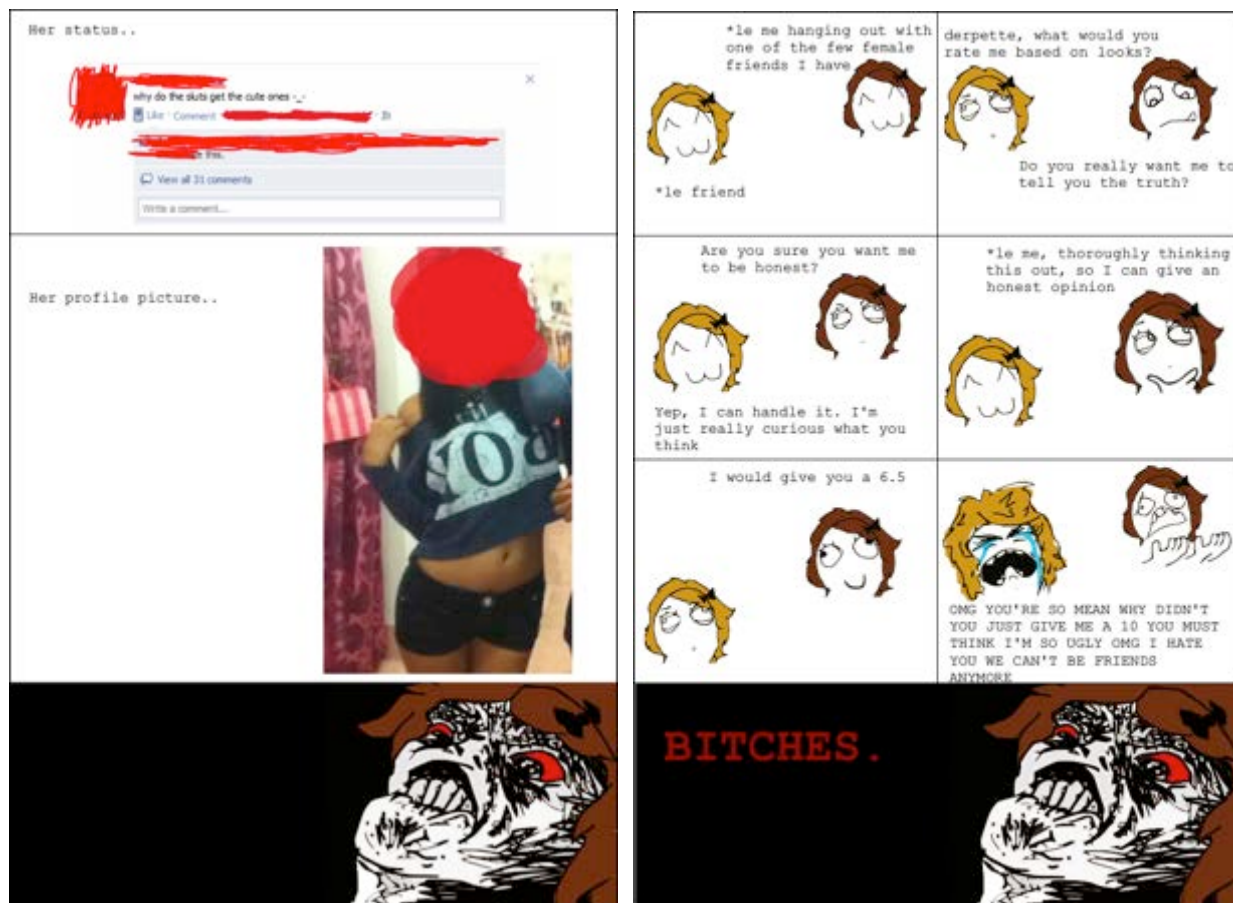 Her status..
why do the sluts get the cute ones -_-
Like · Comment ·
this.
View all 31 comments
Write a comment...
Her profile picture..
*le me hanging out with
one of the few female
friends I have
*le friend
derpette, what would you
rate me based on looks?
Do you really want me to
tell you the truth?
Are you sure you want me
to be honest?
Yep, I can handle it. I'm
just really curious what you
think
*le me, thoroughly thinking
this out, so I can give an
honest opinion
I would give you a 6.5
OMG YOU'RE SO MEAN WHY DIDN'T
YOU JUST GIVE ME A 10 YOU MUST
THINK I'M SO UGLY OMG I HATE
YOU WE CAN'T BE FRIENDS
ANYMORE
BITCHES.